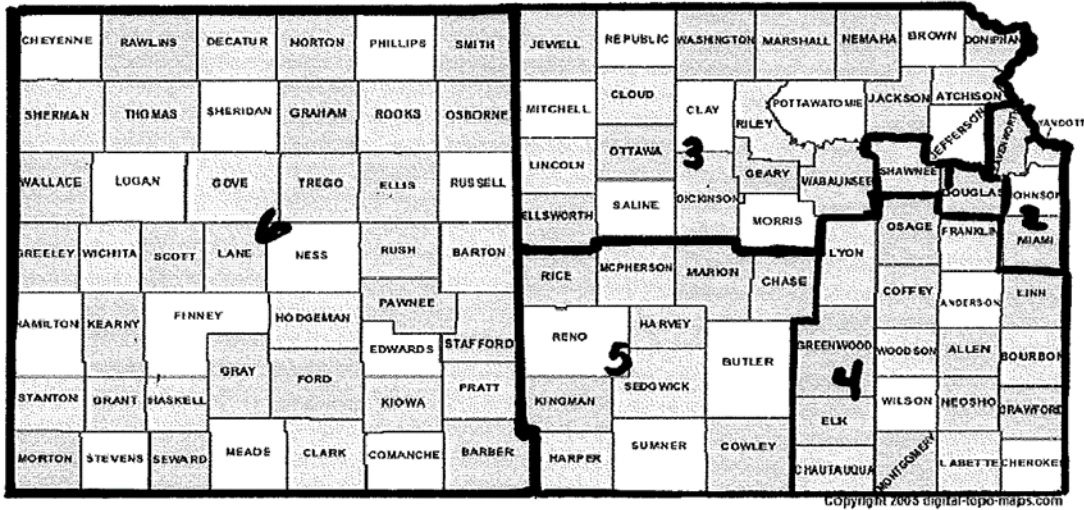 CHEYENNE RAWLINS DECATUR NORTON PHILLIPS SMITH JEWELL REPUBLIC WASHINGTON MARSHALL NEMAHA BROWN DONIPHAN
SHERMAN THOMAS SHERIDAN GRAHAM ROOKS OSBORNE MITCHELL CLOUD CLAY RILEY POTTAWATOMIE JACKSON ATCHISON
JEFFERSON WYANDOTT
LINCOLN OTTAWA 3 GEARY WABAUNSEE SHAWNEE DOUGLAS JOHNSON
WALLACE LOGAN GOVE TREGO ELLIS RUSSELL ELLSWORTH SALINE DICKINSON MORRIS 2
GREELEY WICHITA SCOTT LANE 6 NESS RUSH BARTON RICE MCPHERSON MARION CHASE LYON OSAGE FRANKLIN MIAMI
HAMILTON KEARNY FINNEY HODGEMAN PAWNEE COFFEY ANDERSON LINN
GRAY FORD EDWARDS STAFFORD RENO HARVEY BUTLER GREENWOOD WOODSON ALLEN BOURBON
5 SEDGWICK 4
STANTON GRANT HASKELL KIOWA PRATT KINGMAN ELK WILSON NEOSHO CRAWFORD
MORTON STEVENS SEWARD MEADE CLARK COMANCHE BARBER HARPER SUMNER COWLEY CHAUTAUQUA MONTGOMERY LABETTE CHEROKEE
Copyright 2005 digital-topo-maps.com